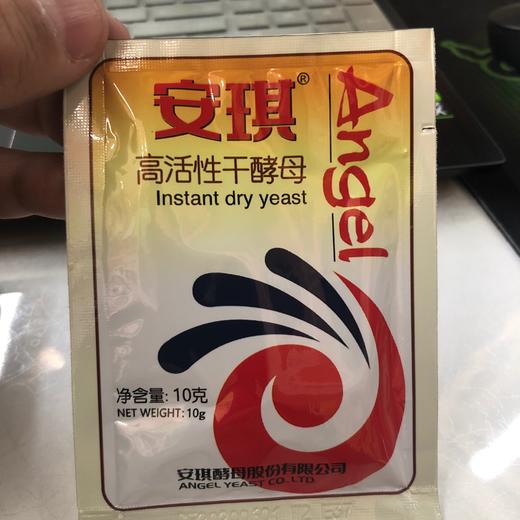 安琪®
Angel
高活性干酵母
Instant dry yeast
净含量: 10克
NET WEIGHT: 10g
安琪酵母股份有限公司
ANGEL YEAST CO.,LTD